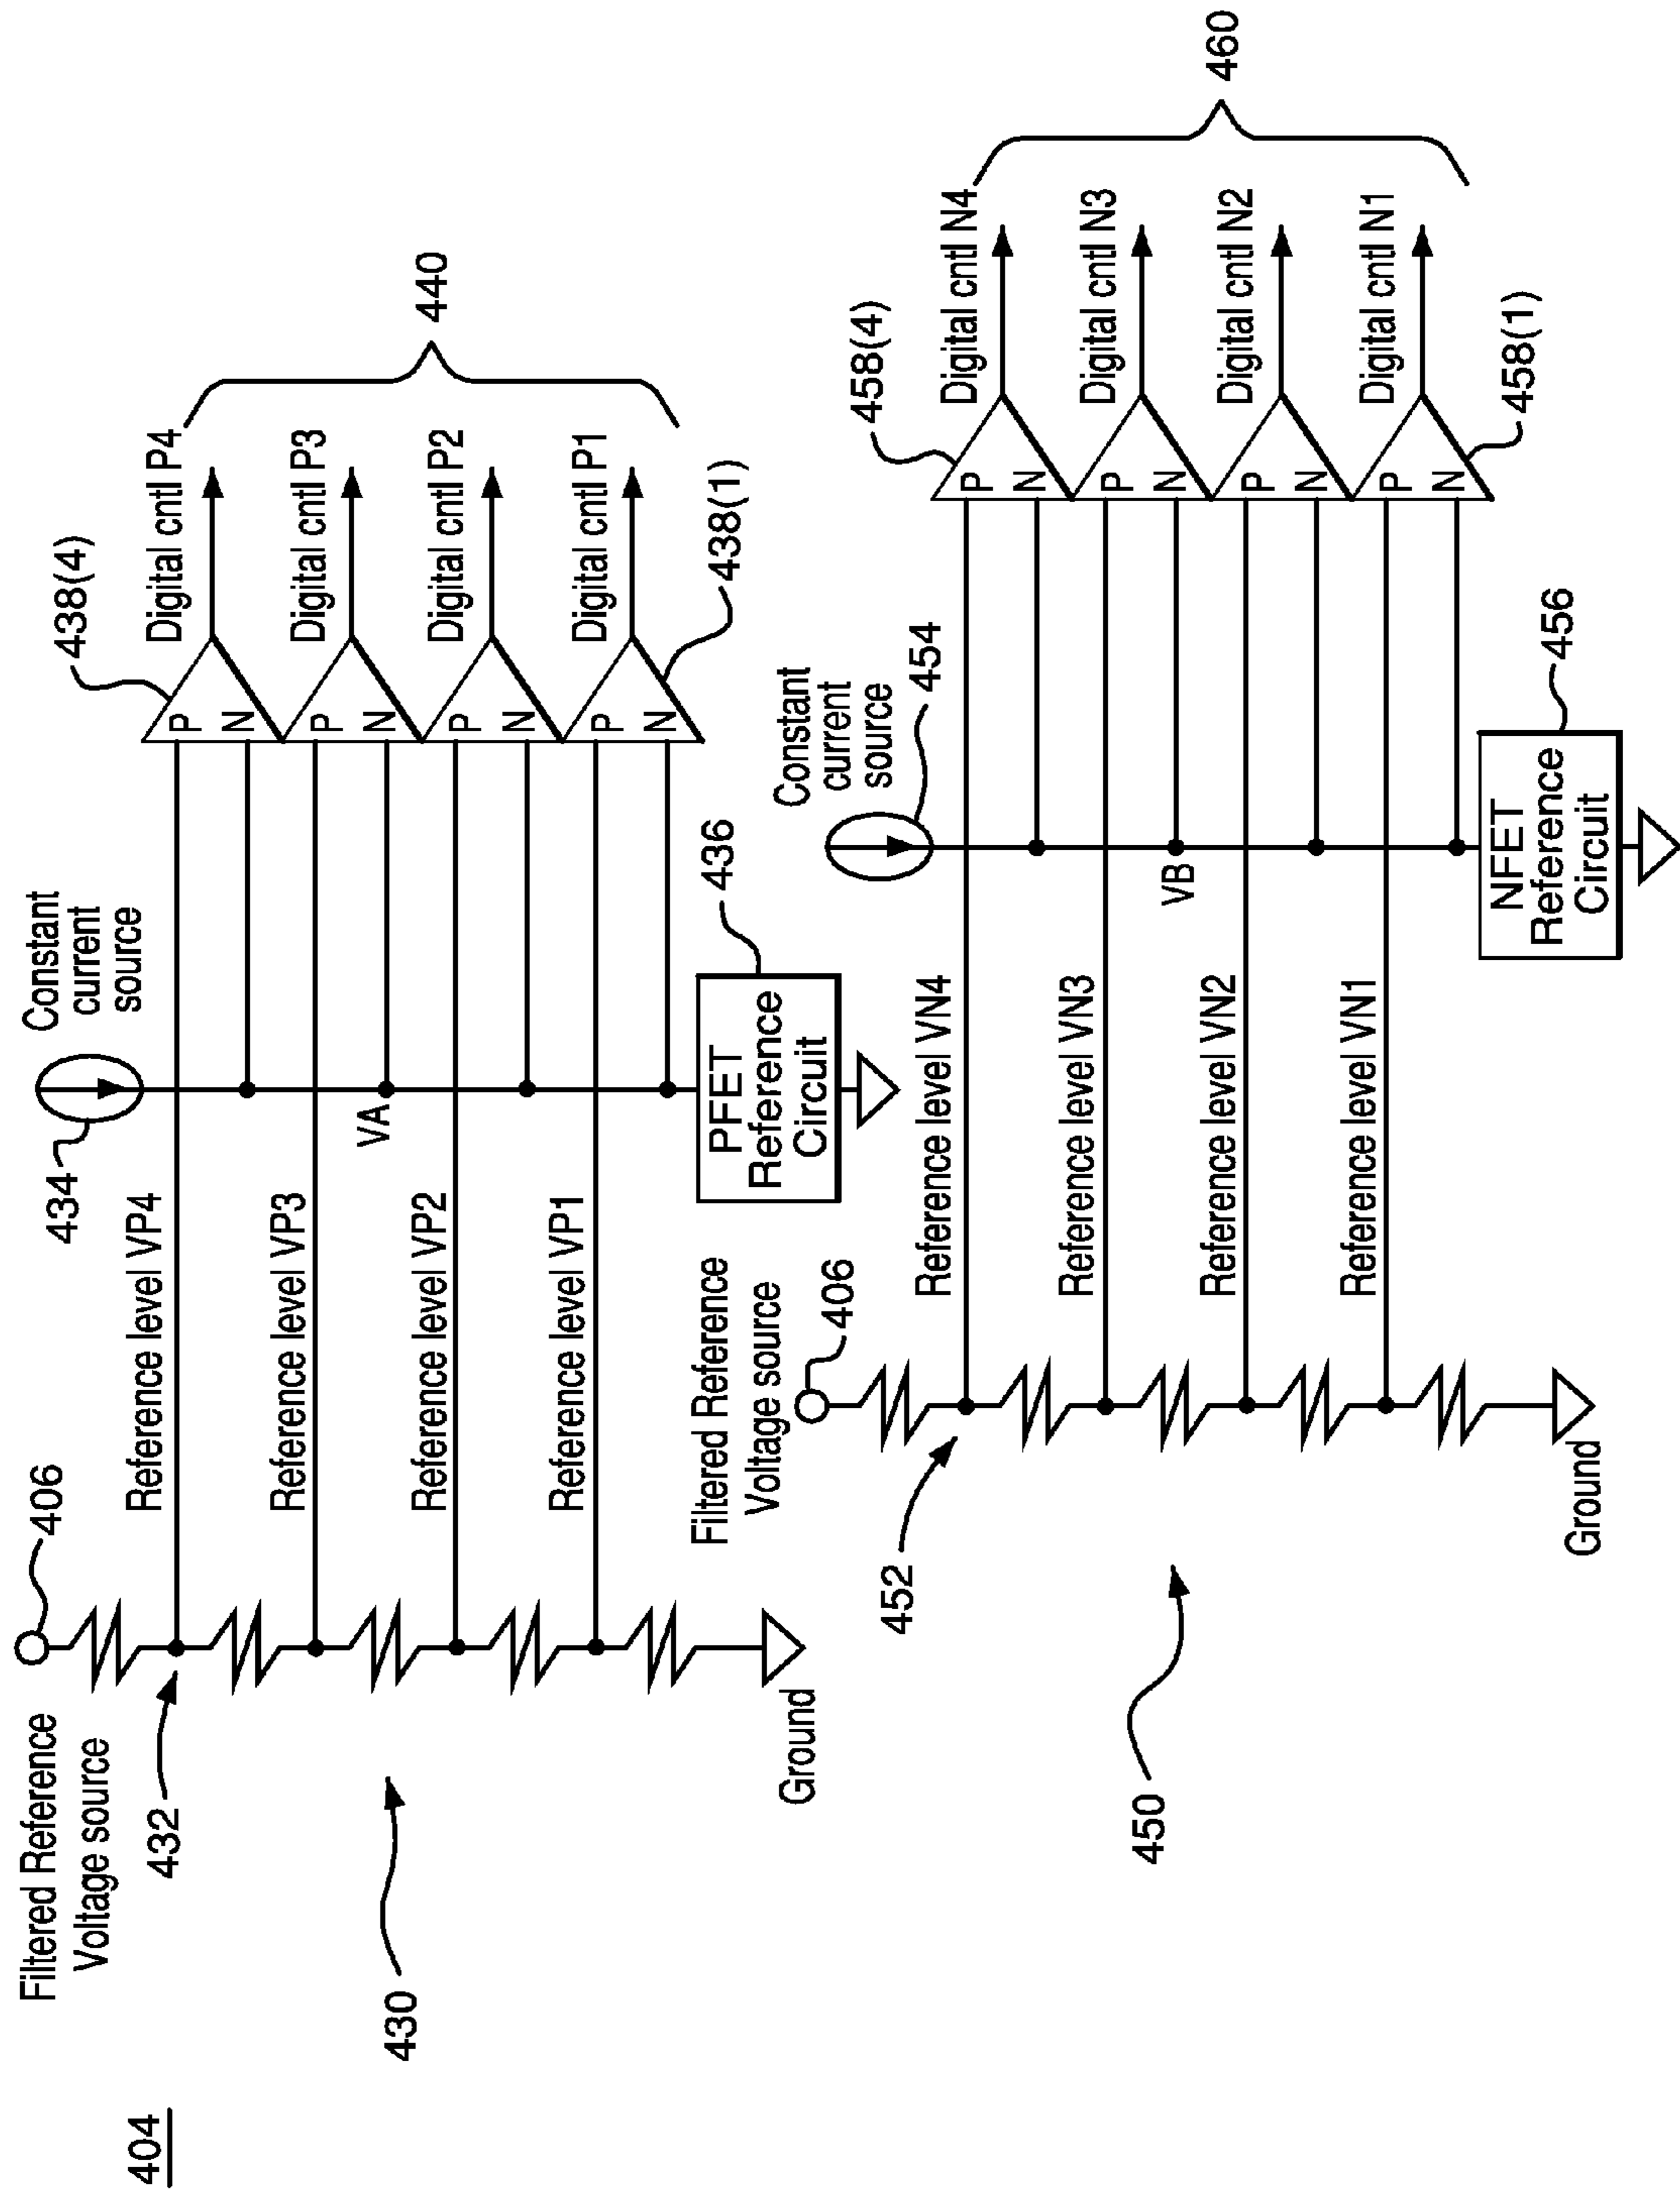 404
Filtered Reference
Voltage source
406
432
430
Ground
Reference level VP4
Reference level VP3
Reference level VP2
Reference level VP1
434
Constant
current
source
VA
PFET
Reference
Circuit
436
438(4)
P
N
P
N
P
N
P
N
438(1)
Digital cntl P4
Digital cntl P3
Digital cntl P2
Digital cntl P1
440
Filtered Reference
Voltage source
406
452
450
Ground
Reference level VN4
Reference level VN3
Reference level VN2
Reference level VN1
Constant
current
source
454
VB
NFET
Reference
Circuit
456
458(4)
P
N
P
N
P
N
P
N
458(1)
Digital cntl N4
Digital cntl N3
Digital cntl N2
Digital cntl N1
460